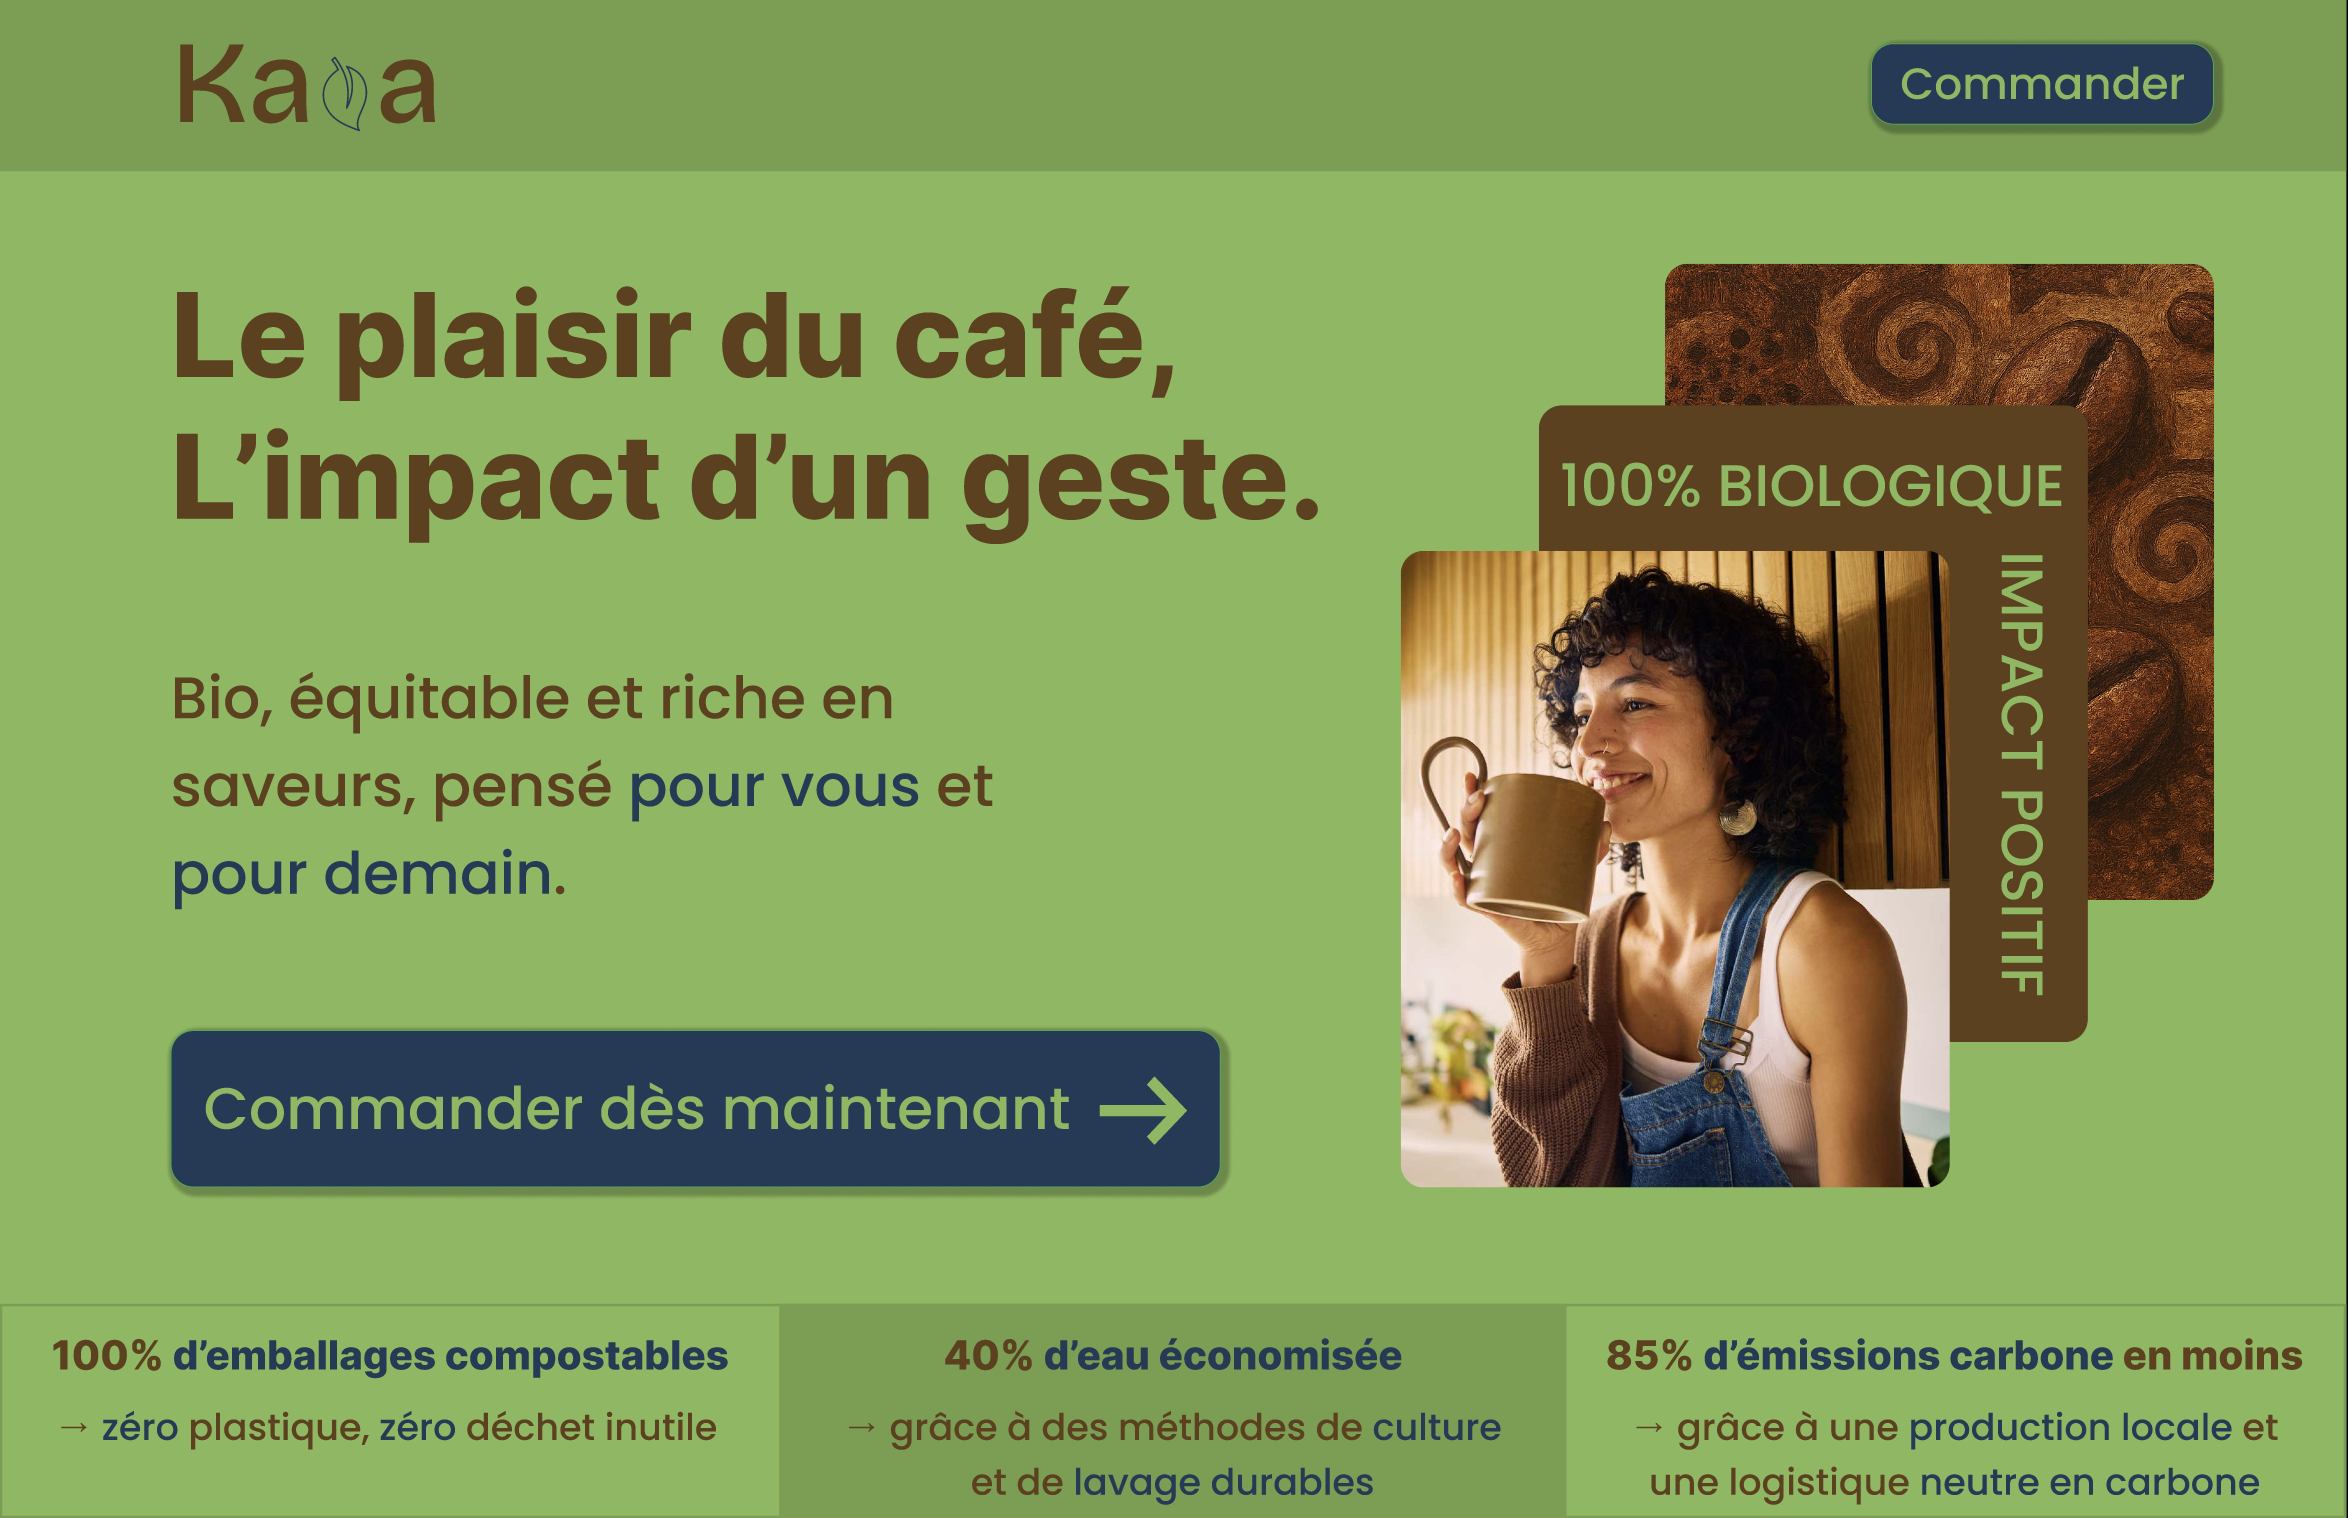 Kaa
Commander
Le plaisir du café,
L’impact d’un geste.
Bio, équitable et riche en
saveurs, pensé pour vous et
pour demain.
Commander dès maintenant →
100% BIOLOGIQUE
IMPACT POSITIF
100% d’emballages compostables
→ zéro plastique, zéro déchet inutile
40% d’eau économisée
→ grâce à des méthodes de culture
et de lavage durables
85% d’émissions carbone en moins
→ grâce à une production locale et
une logistique neutre en carbone